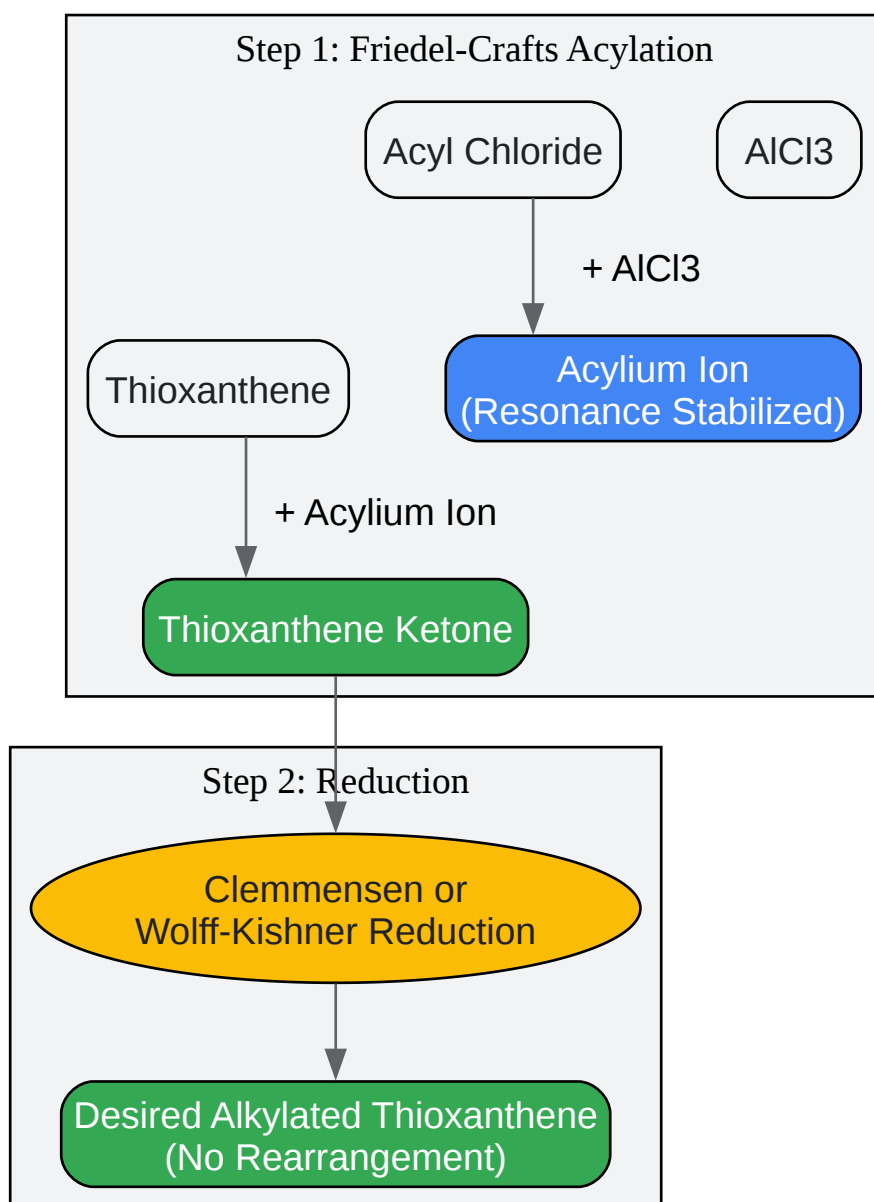 Step 1: Friedel-Crafts Acylation
Acyl Chloride
AlCl3
+ AlCl3
Thioxanthene
Acylium Ion
(Resonance Stabilized)
+ Acylium Ion
Thioxanthene Ketone
Step 2: Reduction
Clemmensen or
Wolff-Kishner Reduction
Desired Alkylated Thioxanthene
(No Rearrangement)